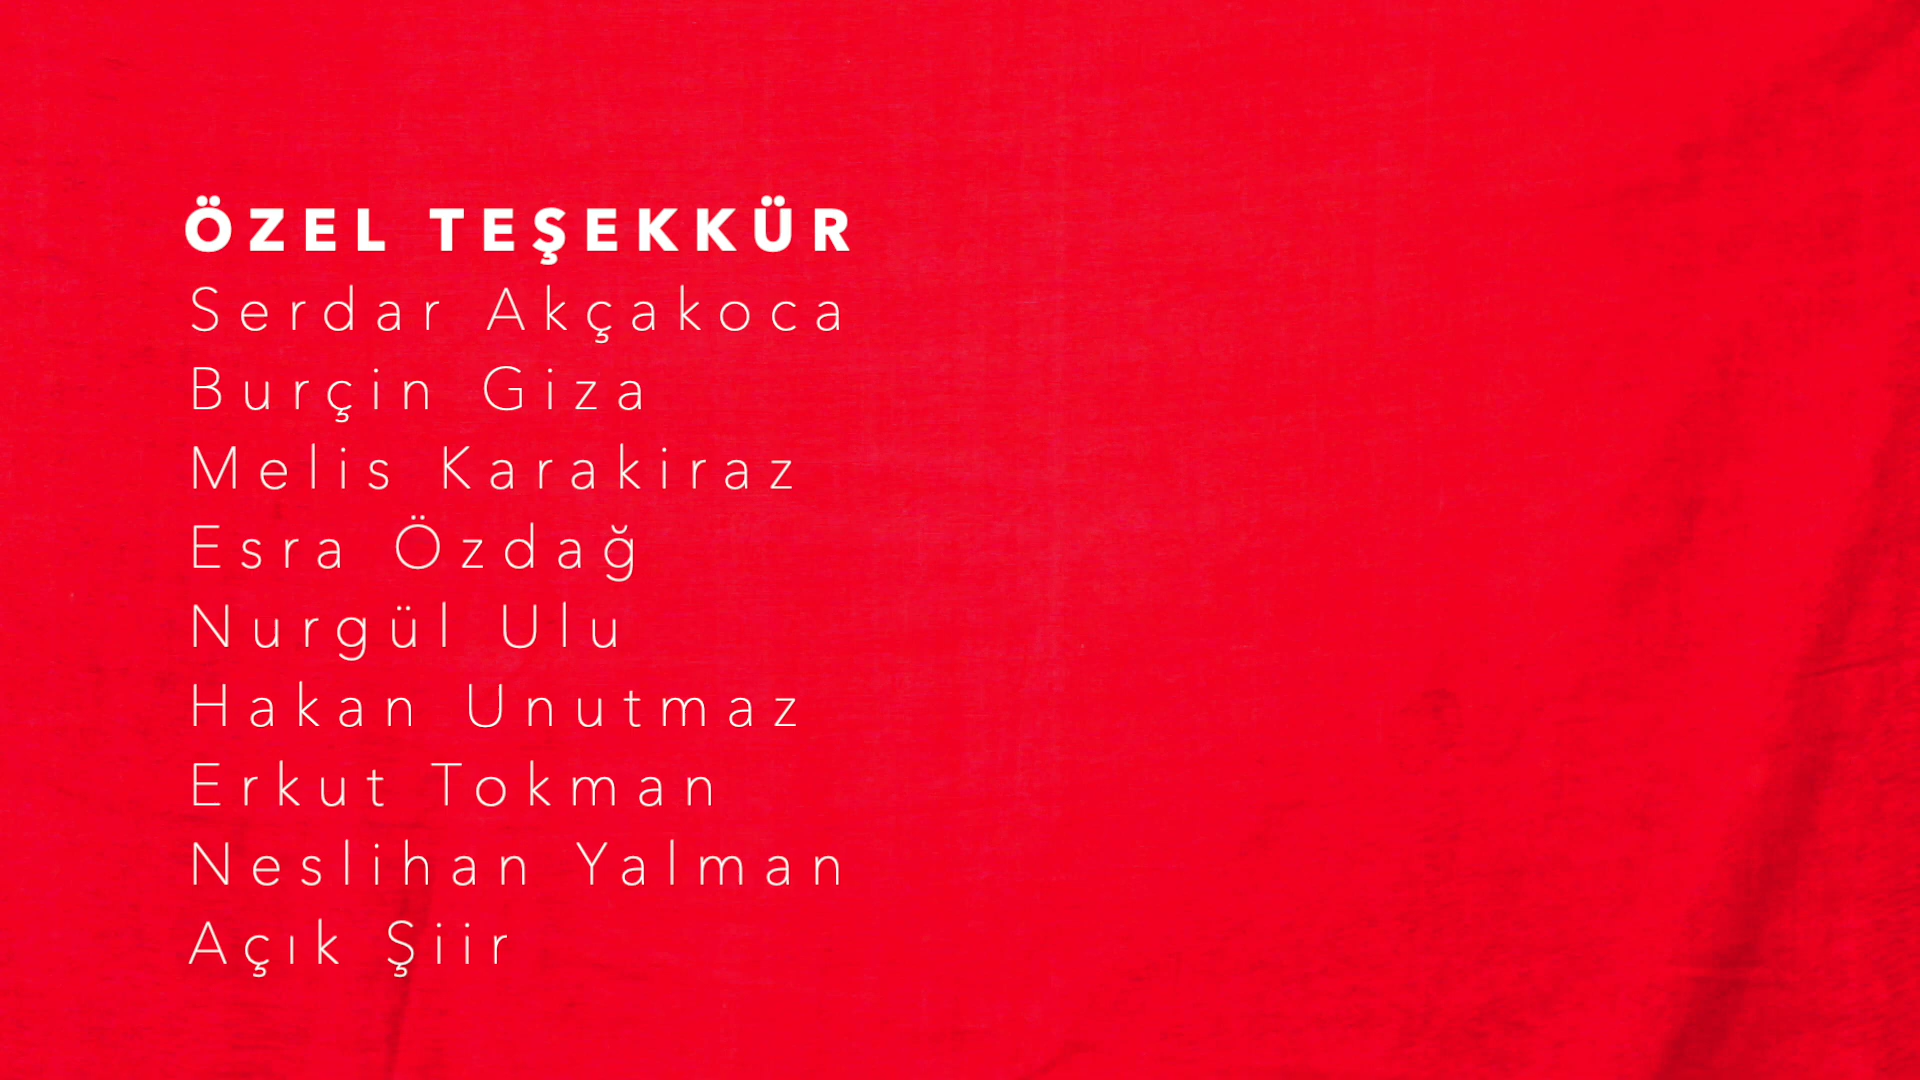 ÖZEL TEŞEKKÜR
Serdar Akçakoca
Burçin Giza
Melis Karakiraz
Esra Özdağ
Nurgül Ulu
Hakan Unutmaz
Erkut Tokman
Neslihan Yalman
Açık Şiir